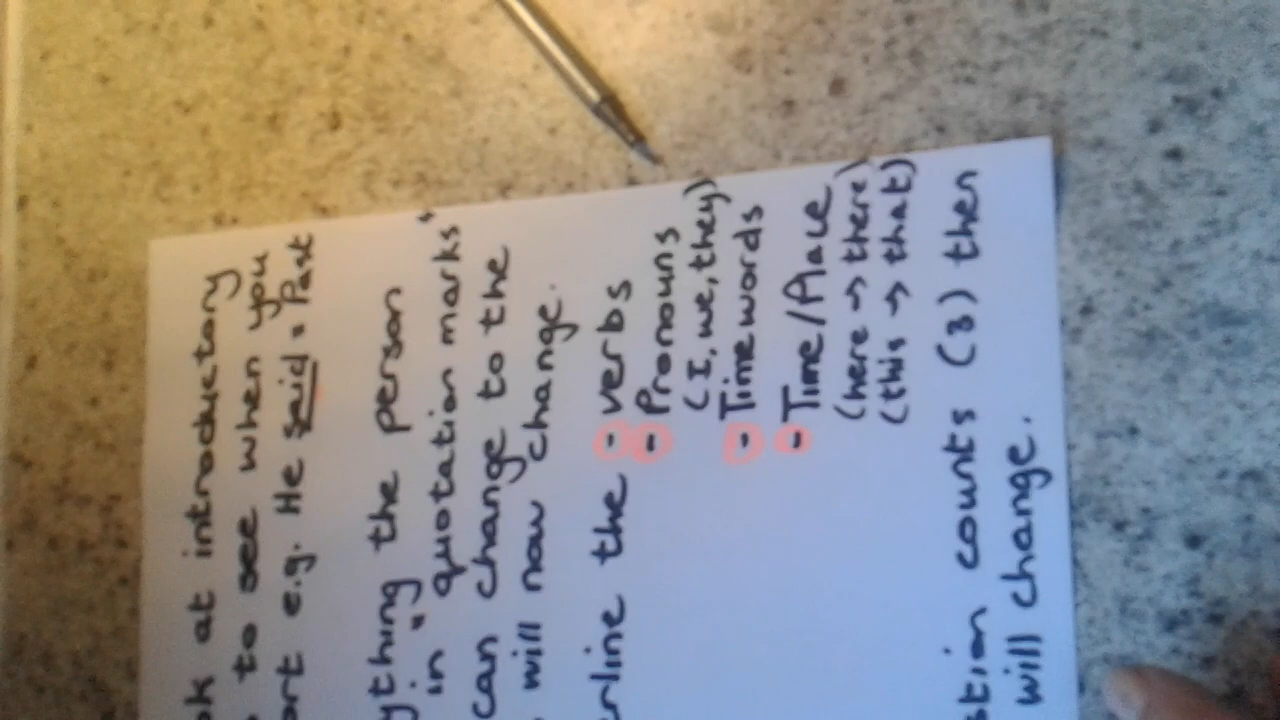 ok at introductory
to see when you
ort e.g. He said = Past
ything the person
in "quotation marks"
can change to the
will now change.
erline the - verbs
- Pronouns
(I, we, they)
- Time words
- Time/Place
(here → there)
(this → that)
stion counts (3) then
will change.